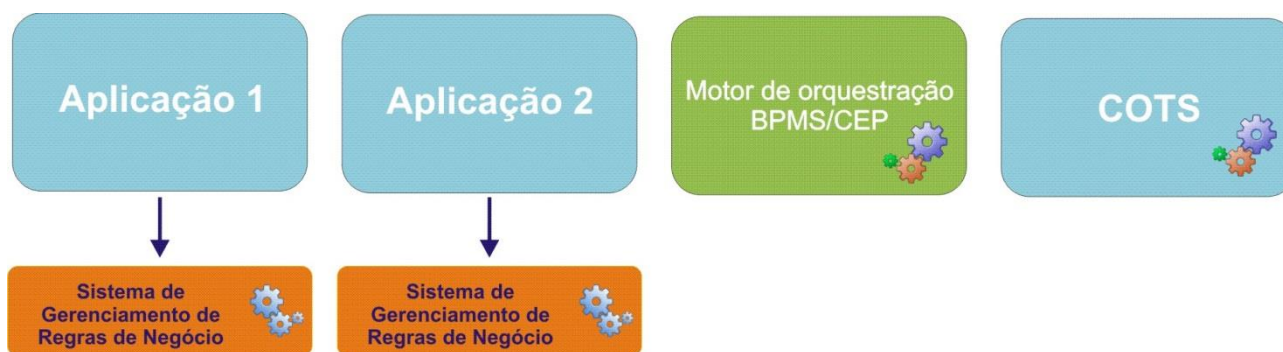 Aplicação 1
Aplicação 2
Motor de orquestração
BPMS/CEP
COTS
Sistema de
Gerenciamento de
Regras de Negócio
Sistema de
Gerenciamento de
Regras de Negócio